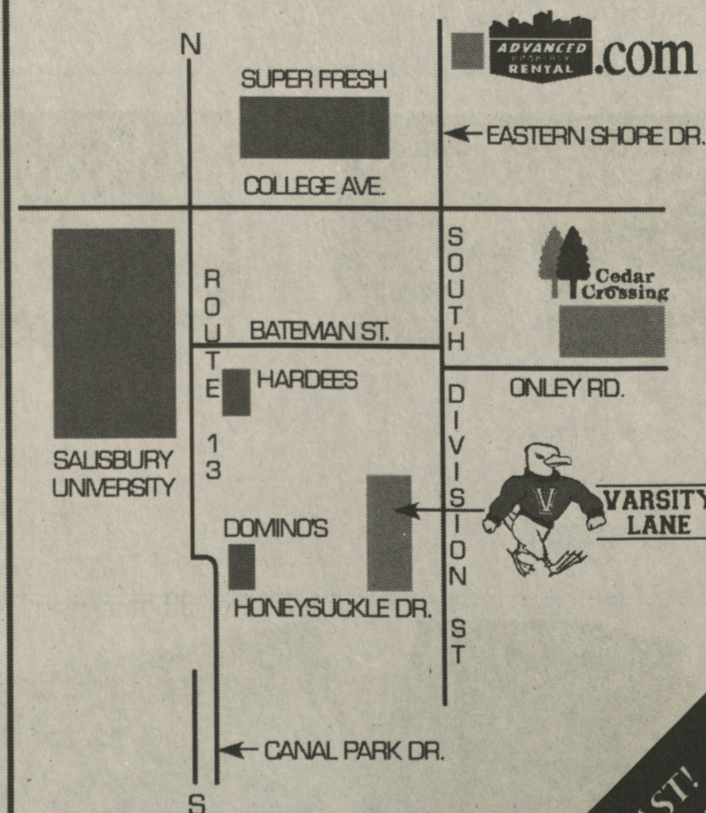 N
ADVANCED
PROPERTY
RENTAL
.com
SUPER FRESH
EASTERN SHORE DR.
COLLEGE AVE.
SOUTH DIVISION ST
ROUTE 13
Cedar
Crossing
BATEMAN ST.
HARDEES
ONLEY RD.
SALISBURY
UNIVERSITY
V
VARSITY
LANE
DOMINO'S
HONEYSUCKLE DR.
CANAL PARK DR.
S